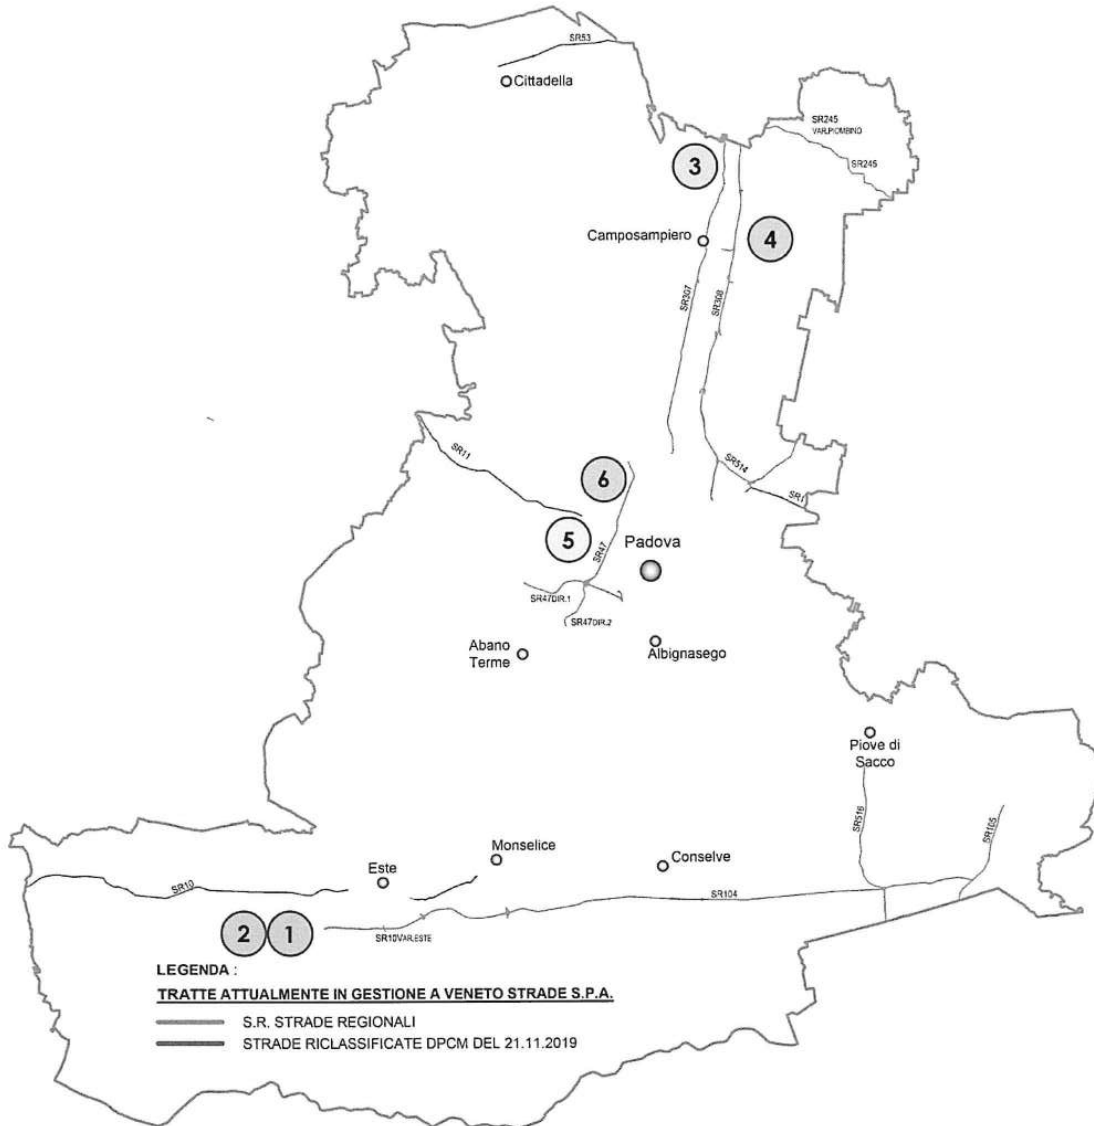 SR53
Cittadella
SR245
VAR.PIOMBINO
SR245
3
Camposampiero
4
SR307
SR308
SR11
SR514
6
SR1
5
Padova
SR47
SR47DIR.1
SR47DIR.2
Abano
Terme
Albignasego
Piove di
Sacco
SR516
SR105
Monselice
Conselve
Este
SR10
SR104
2
1
SR10VAR.ESTE
LEGENDA :
TRATTE ATTUALMENTE IN GESTIONE A VENETO STRADE S.P.A.
S.R. STRADE REGIONALI
STRADE RICLASSIFICATE DPCM DEL 21.11.2019